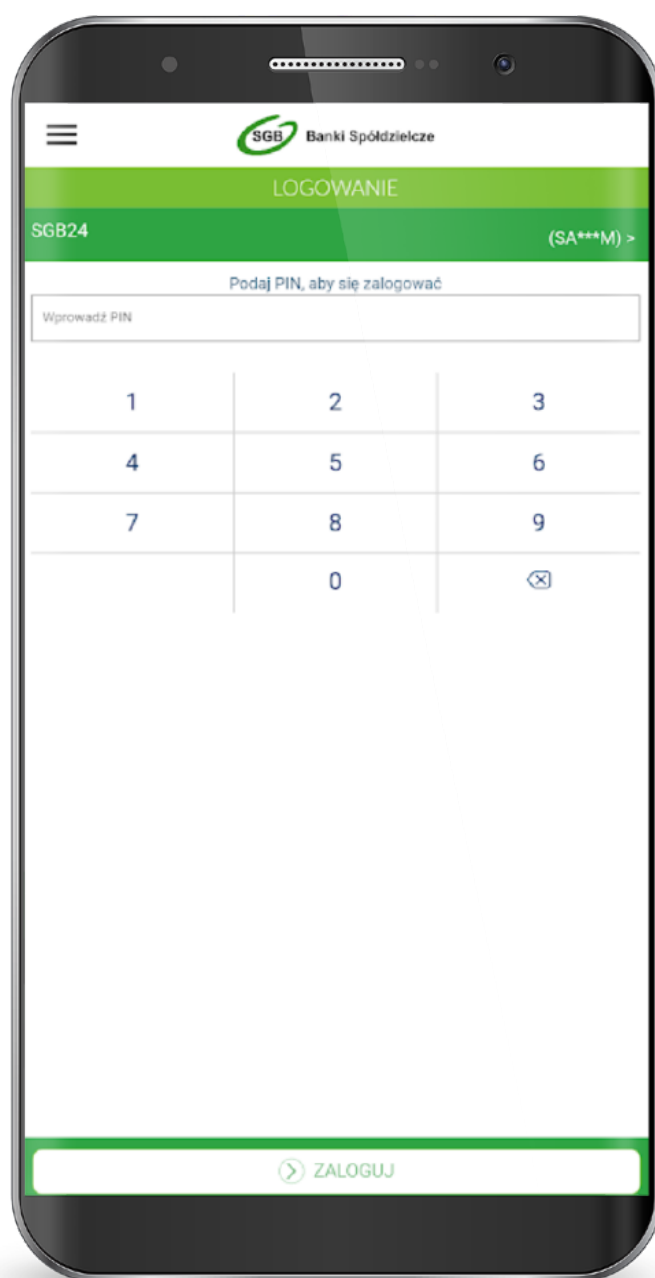 SGB Banki Spółdzielcze
LOGOWANIE
SGB24
(SA***M) >
Podaj PIN, aby się zalogować
Wprowadź PIN
1 2 3
4 5 6
7 8 9
0
ZALOGUJ